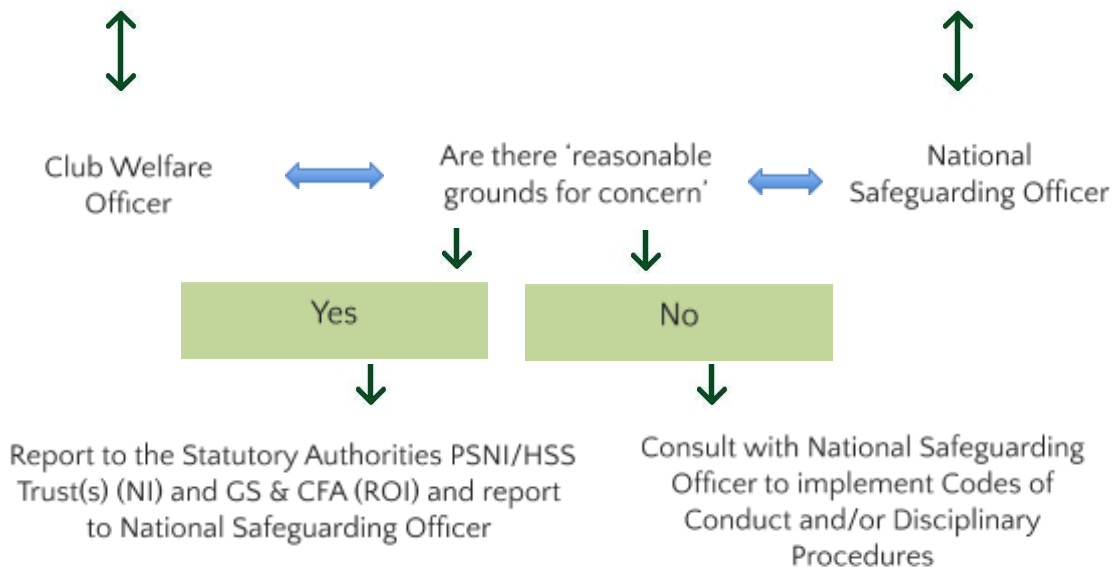 Club Welfare
Officer
Are there ‘reasonable
grounds for concern’
National
Safeguarding Officer
Yes
No
Report to the Statutory Authorities PSNI/HSS
Trust(s) (NI) and GS & CFA (ROI) and report
to National Safeguarding Officer
Consult with National Safeguarding
Officer to implement Codes of
Conduct and/or Disciplinary
Procedures